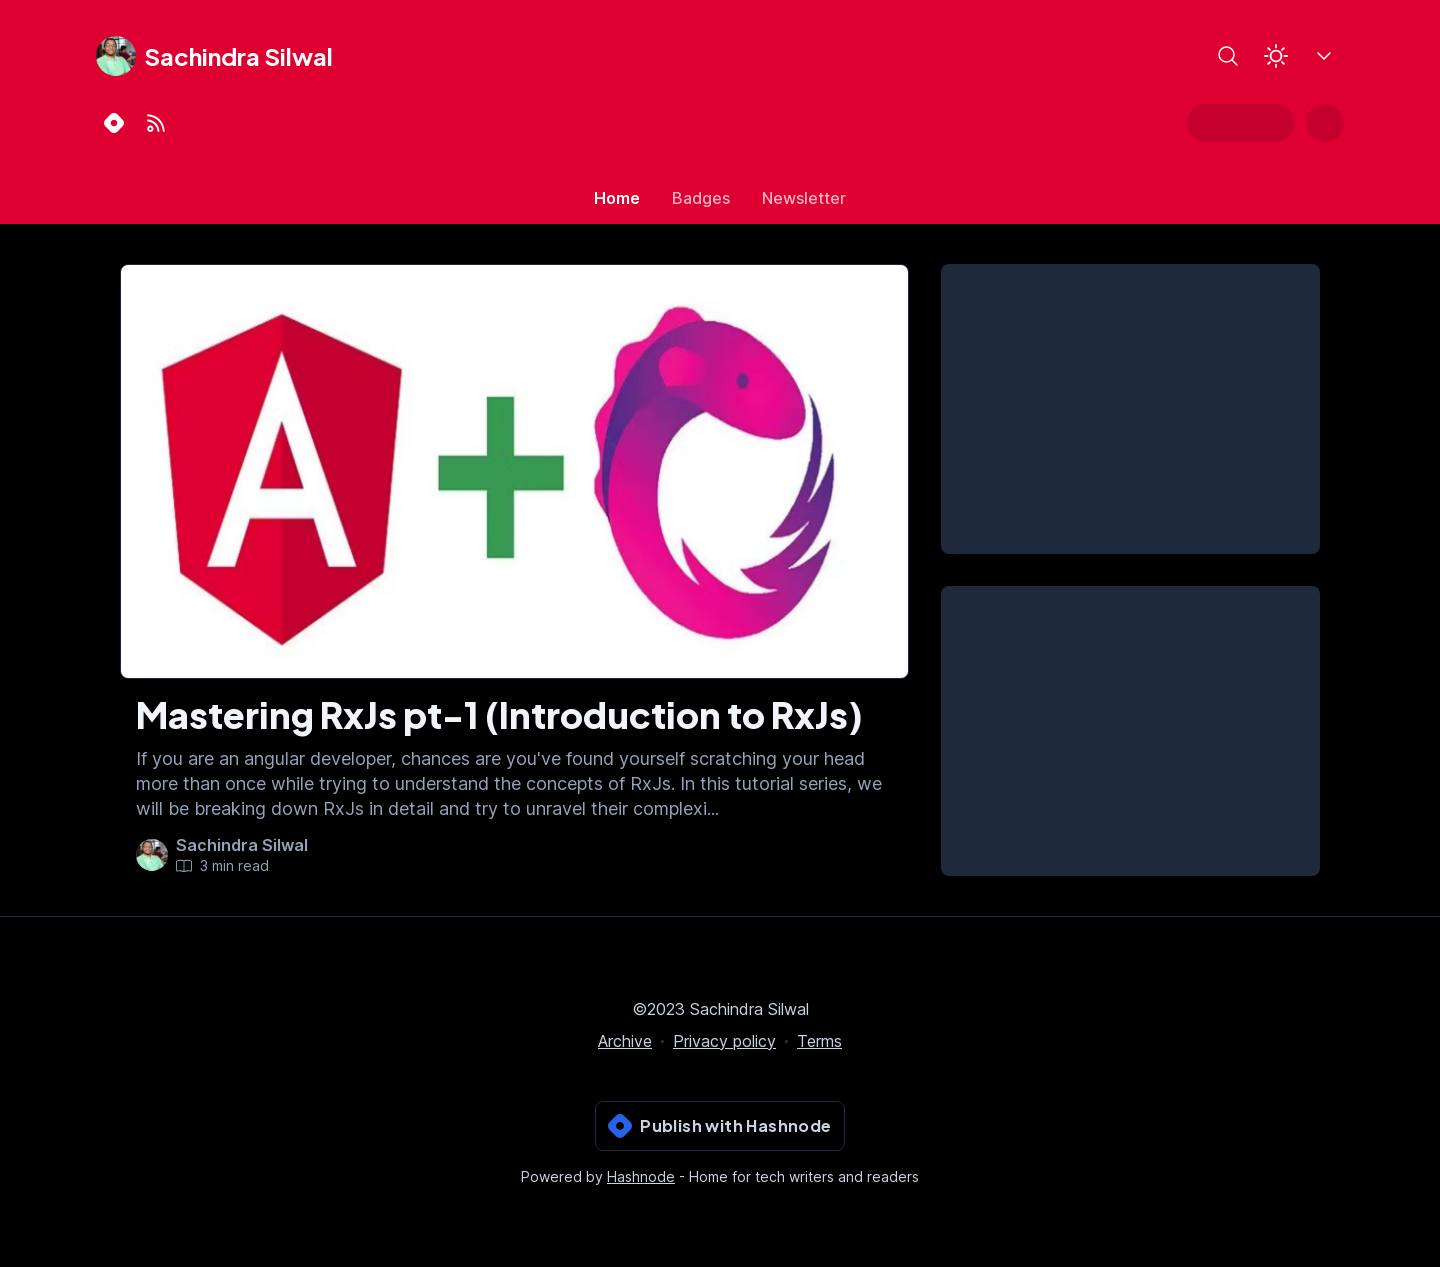 Sachindra Silwal
Home
Badges
Newsletter
A
Mastering RxJs pt-1 (Introduction to RxJs)
If you are an angular developer, chances are you've found yourself scratching your head
more than once while trying to understand the concepts of RxJs. In this tutorial series, we
will be breaking down RxJs in detail and try to unravel their complexi...
Sachindra Silwal
3 min read
©2023 Sachindra Silwal
Archive · Privacy policy · Terms
Publish with Hashnode
Powered by Hashnode - Home for tech writers and readers